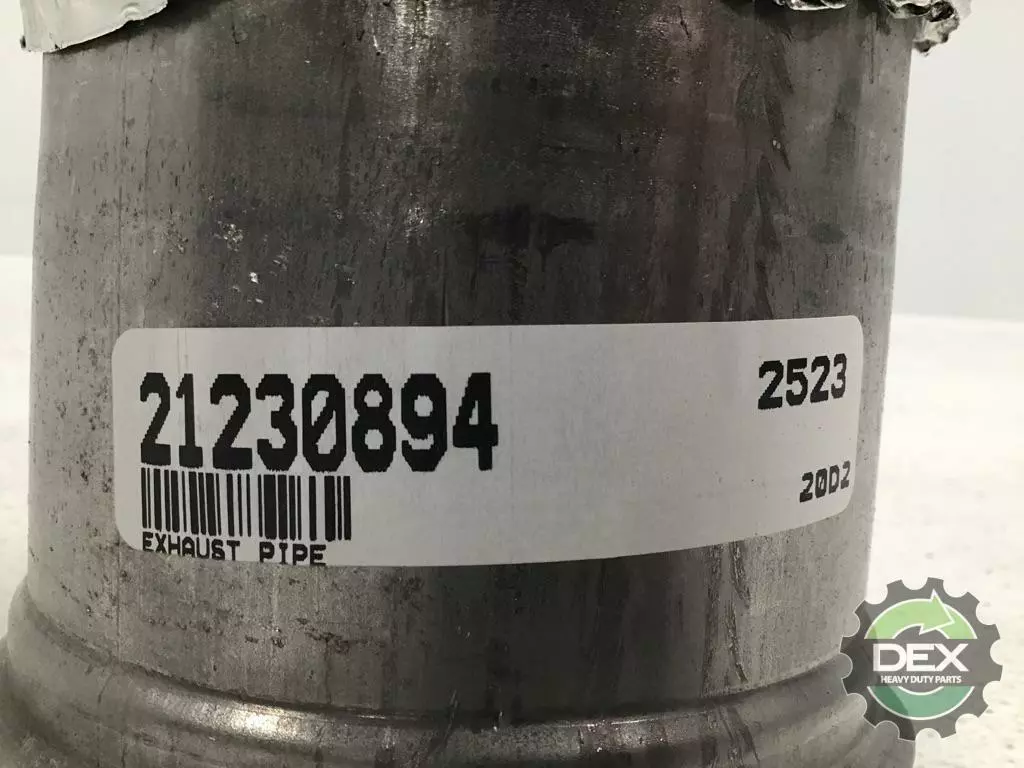 21230894 2523
20D2
EXHAUST PIPE
DEX
HEAVY DUTY PARTS